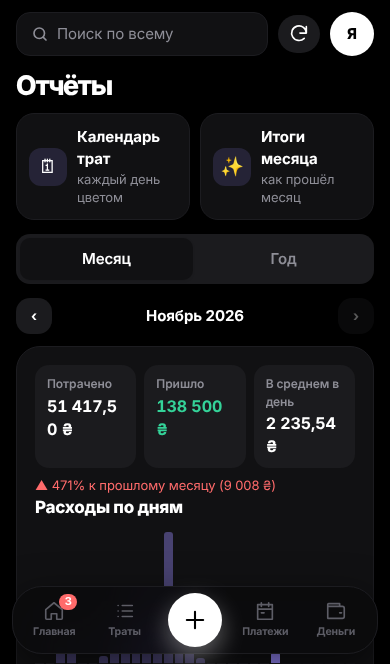 Поиск по всему
Я
Отчёты
Календарь
трат
каждый день
цветом
Итоги
месяца
как прошёл
месяц
Месяц
Год
‹
Ноябрь 2026
›
Потрачено
51 417,5
0 ₴
Пришло
138 500
₴
В среднем в
день
2 235,54
₴
▲ 471% к прошлому месяцу (9 008 ₴)
Расходы по дням
3
Главная
Траты
Платежи
Деньги